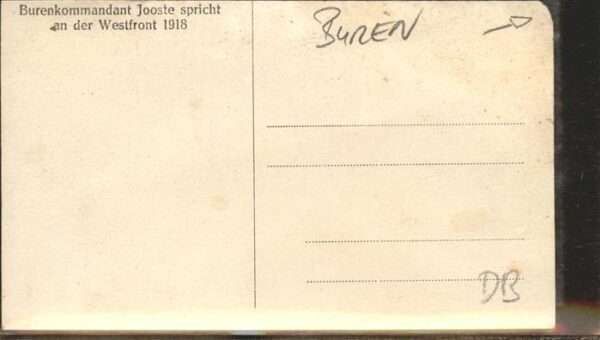 Burenkommandant Jooste spricht
an der Westfront 1918
BUREN
DB